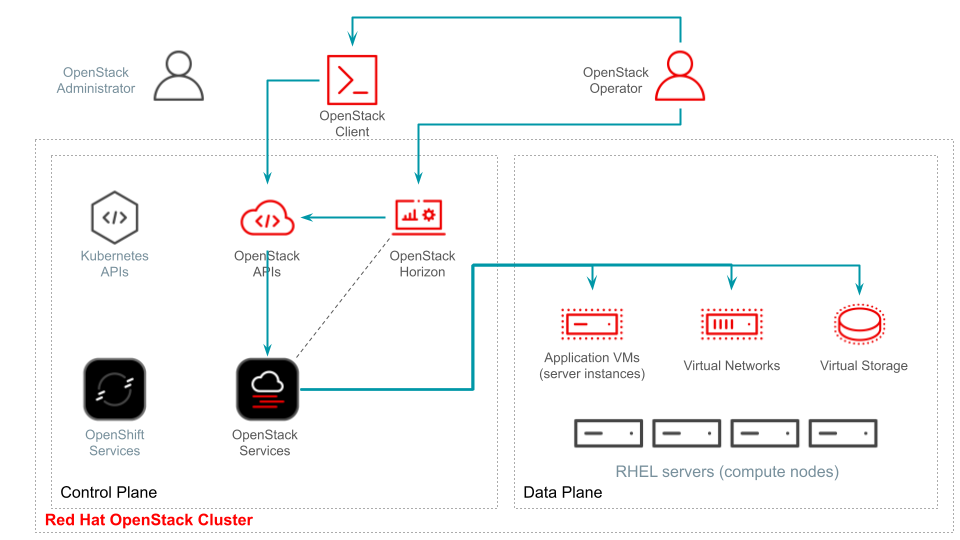 OpenStack
Administrator
OpenStack
Client
OpenStack
Operator
Kubernetes
APIs
OpenStack
APIs
OpenStack
Horizon
Application VMs
(server instances)
Virtual Networks
Virtual Storage
OpenShift
Services
OpenStack
Services
RHEL servers (compute nodes)
Control Plane
Data Plane
Red Hat OpenStack Cluster